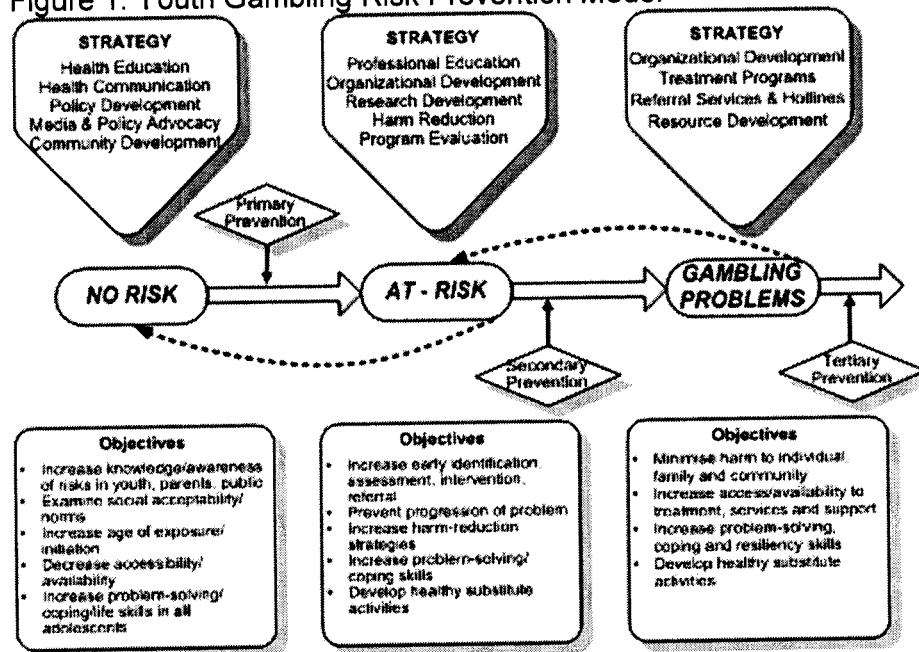 Figure 1. Youth Gambling Risk Prevention Model
STRATEGY
Health Education
Health Communication
Policy Development
Media & Policy Advocacy
Community Development
STRATEGY
Professional Education
Organizational Development
Research Development
Harm Reduction
Program Evaluation
STRATEGY
Organizational Development
Treatment Programs
Referral Services & Hotlines
Resource Development
Primary
Prevention
NO RISK
AT - RISK
GAMBLING
PROBLEMS
Secondary
Prevention
Tertiary
Prevention
Objectives
• Increase knowledge/awareness
of risks in youth, parents, public
• Examine social acceptability/
norms
• Increase age of exposure/
initiation
• Decrease accessibility/
availability
• Increase problem-solving/
coping/life skills in all
adolescents
Objectives
• Increase early identification,
assessment, intervention,
referral
• Prevent progression of problem
• Increase harm-reduction
strategies
• Increase problem-solving/
coping skills
• Develop healthy substitute
activities
Objectives
• Minimise harm to individual,
family and community
• Increase access/availability to
treatment, services and support
• Increase problem-solving,
coping and resiliency skills
• Develop healthy substitute
activities